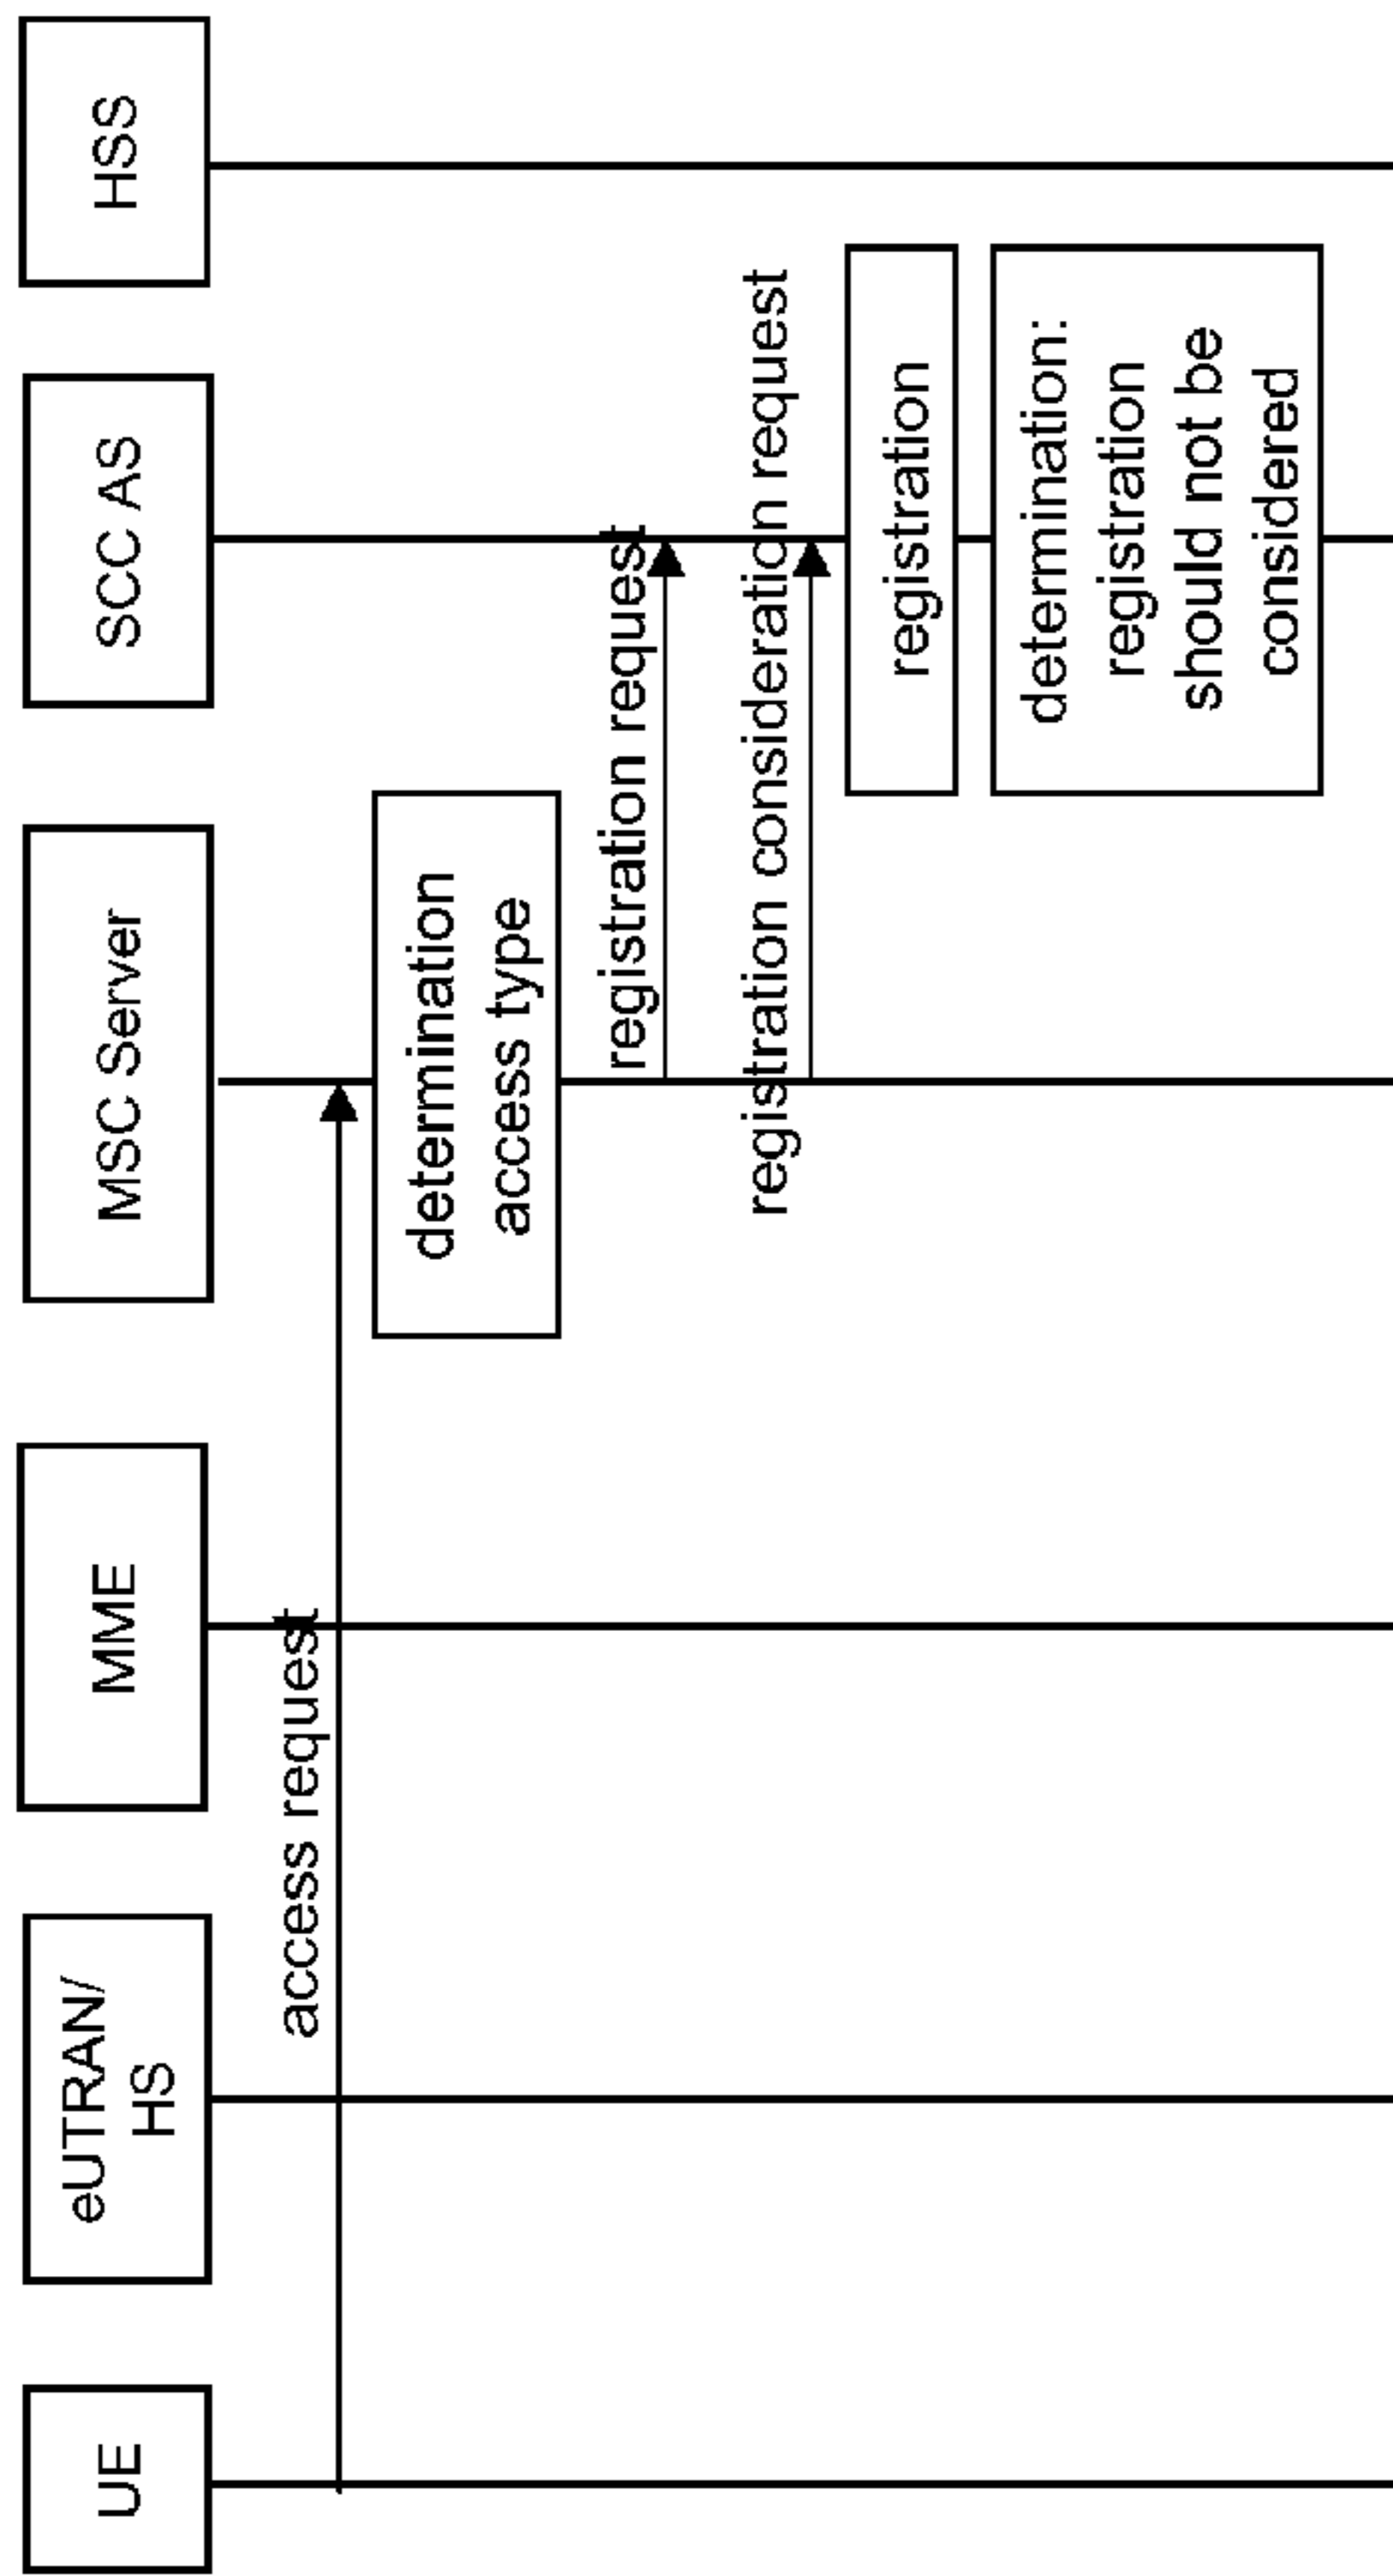 UE
eUTRAN/
HS
MME
MSC Server
SCC AS
HSS
access request
determination
access type
registration request
registration consideration request
registration
determination:
registration
should not be
considered